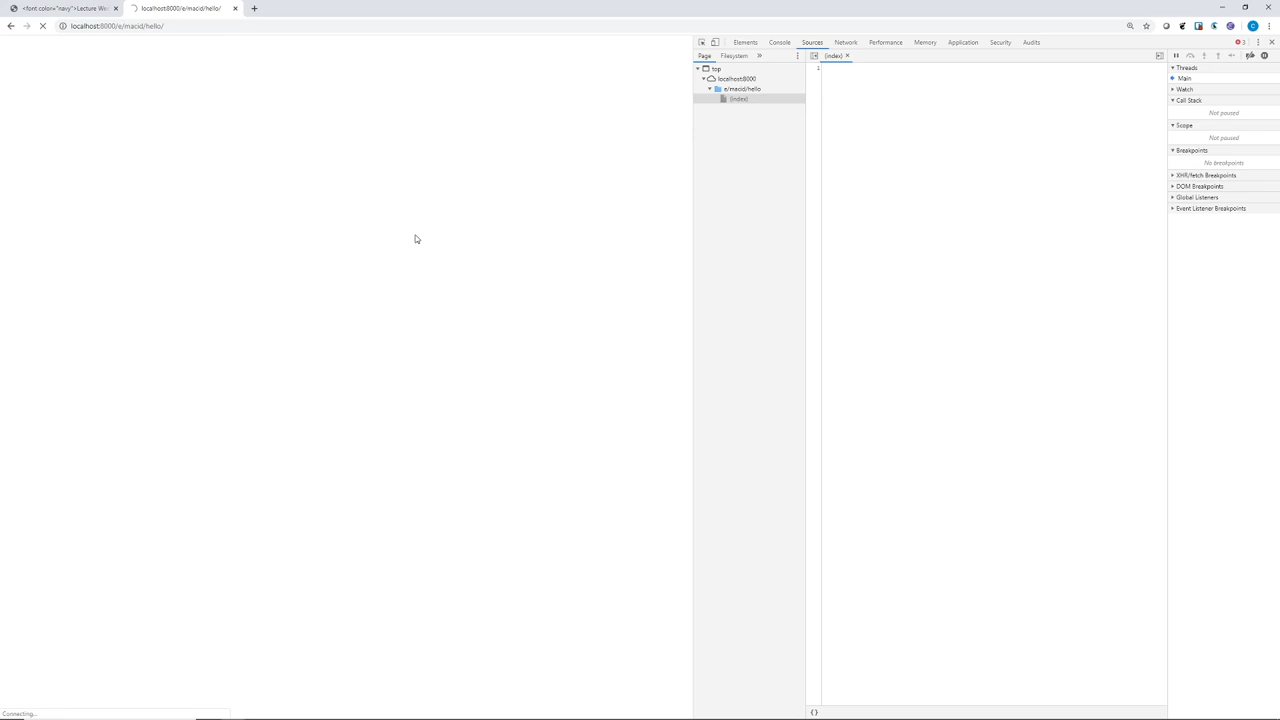 <font color="navy">Lecture We
localhost:8000/e/macid/hello/
localhost:8000/e/macid/hello/
Elements Console Sources Network Performance Memory Application Security Audits 3
Page Filesystem » (index)
top
localhost:8000
e/macid/hello
(index)
1
Threads
Main
Watch
Call Stack
Not paused
Scope
Not paused
Breakpoints
No breakpoints
XHR/fetch Breakpoints
DOM Breakpoints
Global Listeners
Event Listener Breakpoints
Connecting...
{}